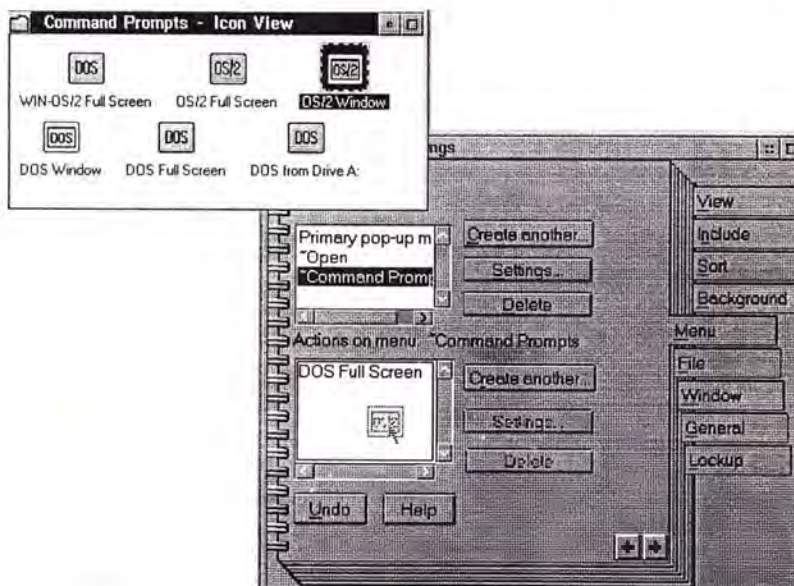 Command Prompts - Icon View
DOS OS/2 OS/2
WIN-OS/2 Full Screen OS/2 Full Screen OS/2 Window
DOS DOS DOS
DOS Window DOS Full Screen DOS from Drive A:
ngs
View
Include
Sort
Background
Menu
File
Window
General
Lockup
Primary pop-up m
~Open
~Command Promp
Create another...
Settings...
Delete
Actions on menu: ~Command Prompts
DOS Full Screen
Create another...
Settings...
Delete
Undo Help